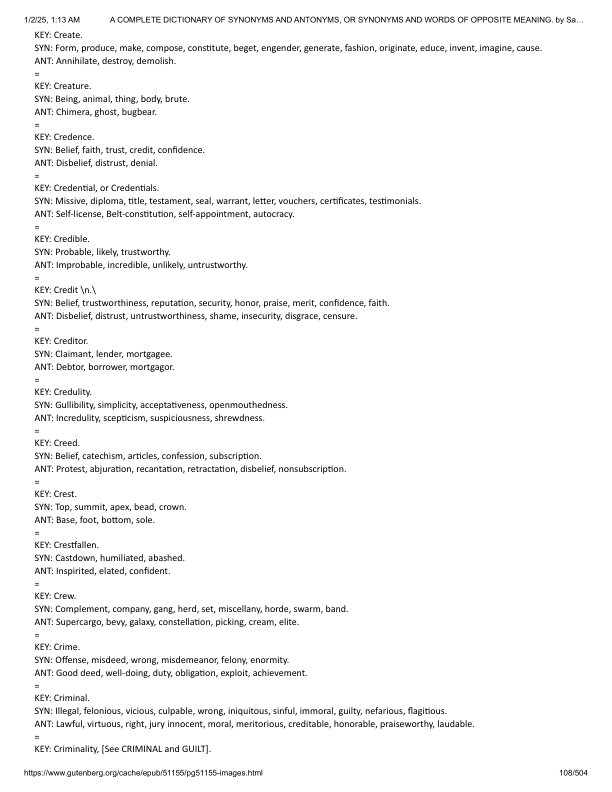 1/2/25, 1:13 AM A COMPLETE DICTIONARY OF SYNONYMS AND ANTONYMS, OR SYNONYMS AND WORDS OF OPPOSITE MEANING. by Sa…
KEY: Create.
SYN: Form, produce, make, compose, constitute, beget, engender, generate, fashion, originate, educe, invent, imagine, cause.
ANT: Annihilate, destroy, demolish.
=
KEY: Creature.
SYN: Being, animal, thing, body, brute.
ANT: Chimera, ghost, bugbear.
=
KEY: Credence.
SYN: Belief, faith, trust, credit, confidence.
ANT: Disbelief, distrust, denial.
=
KEY: Credential, or Credentials.
SYN: Missive, diploma, title, testament, seal, warrant, letter, vouchers, certificates, testimonials.
ANT: Self-license, Belt-constitution, self-appointment, autocracy.
=
KEY: Credible.
SYN: Probable, likely, trustworthy.
ANT: Improbable, incredible, unlikely, untrustworthy.
=
KEY: Credit \n.\
SYN: Belief, trustworthiness, reputation, security, honor, praise, merit, confidence, faith.
ANT: Disbelief, distrust, untrustworthiness, shame, insecurity, disgrace, censure.
=
KEY: Creditor.
SYN: Claimant, lender, mortgagee.
ANT: Debtor, borrower, mortgagor.
=
KEY: Credulity.
SYN: Gullibility, simplicity, acceptativeness, openmouthedness.
ANT: Incredulity, scepticism, suspiciousness, shrewdness.
=
KEY: Creed.
SYN: Belief, catechism, articles, confession, subscription.
ANT: Protest, abjuration, recantation, retractation, disbelief, nonsubscription.
=
KEY: Crest.
SYN: Top, summit, apex, bead, crown.
ANT: Base, foot, bottom, sole.
=
KEY: Crestfallen.
SYN: Castdown, humiliated, abashed.
ANT: Inspirited, elated, confident.
=
KEY: Crew.
SYN: Complement, company, gang, herd, set, miscellany, horde, swarm, band.
ANT: Supercargo, bevy, galaxy, constellation, picking, cream, elite.
=
KEY: Crime.
SYN: Offense, misdeed, wrong, misdemeanor, felony, enormity.
ANT: Good deed, well-doing, duty, obligation, exploit, achievement.
=
KEY: Criminal.
SYN: Illegal, felonious, vicious, culpable, wrong, iniquitous, sinful, immoral, guilty, nefarious, flagitious.
ANT: Lawful, virtuous, right, jury innocent, moral, meritorious, creditable, honorable, praiseworthy, laudable.
=
KEY: Criminality, [See CRIMINAL and GUILT].
https://www.gutenberg.org/cache/epub/51155/pg51155-images.html 108/504